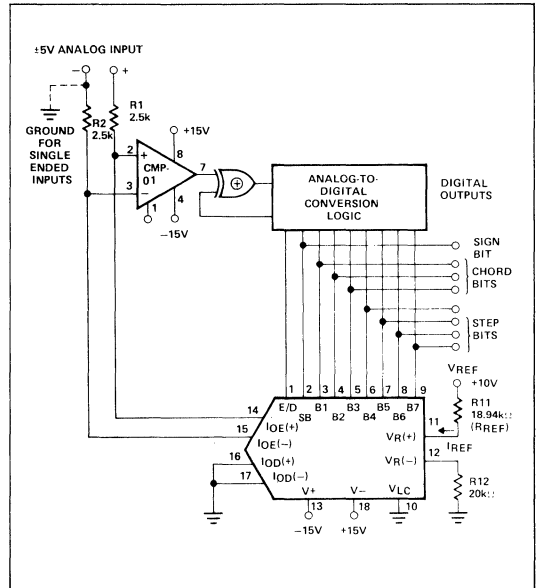 ±5V ANALOG INPUT
− +
R1
2.5k
R2
2.5k
GROUND
FOR
SINGLE
ENDED
INPUTS
+15V
2 + 8
CMP-
01
7
3 −
1 4
−15V
+
ANALOG-TO-
DIGITAL
CONVERSION
LOGIC
DIGITAL
OUTPUTS
SIGN
BIT
CHORD
BITS
STEP
BITS
VREF
+10V
R11
18.94k::
(RREF)
1 2 3 4 5 6 7 8 9
E/D SB B1 B2 B3 B4 B5 B6 B7
14 IOE(+)
15 IOE(−)
16 IOD(+)
17 IOD(−)
VR(+) 11
IREF
VR(−) 12
R12
20k::
V+ V− VLC
13 18 10
−15V +15V